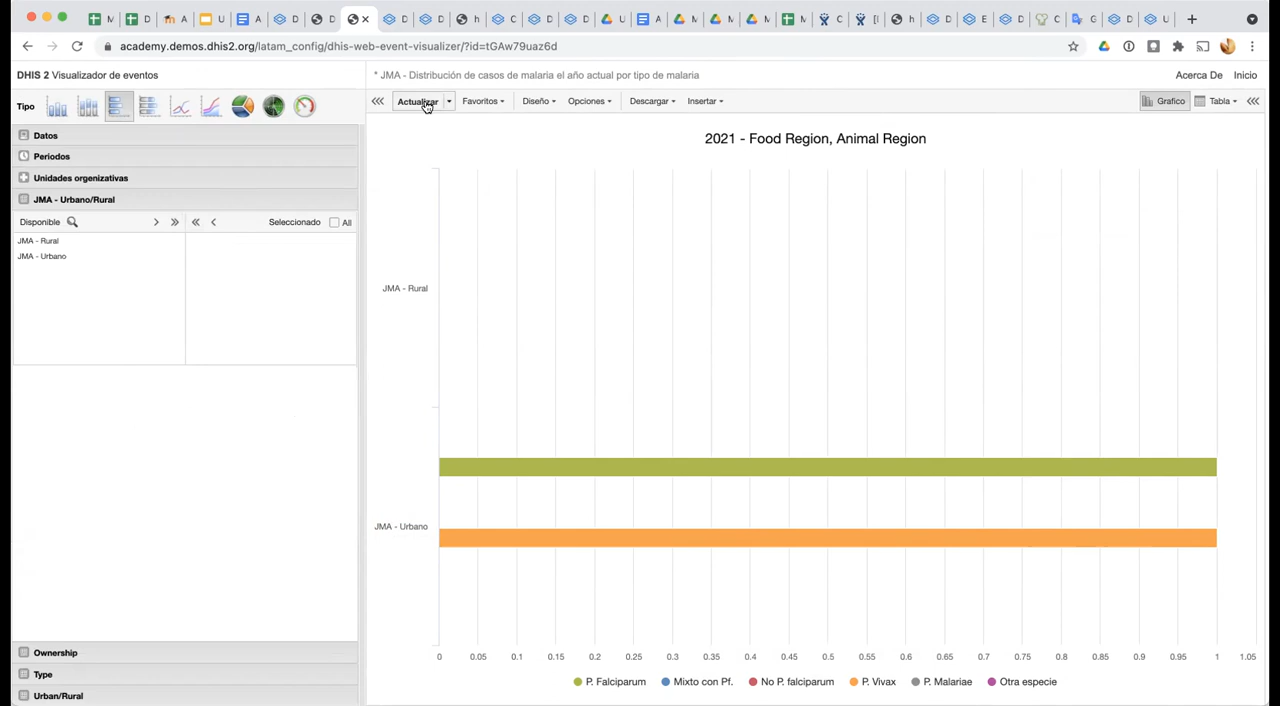 M
D
A
U
A
D
D
D
D
h
C
D
D
U
A
M
M
M
M
C
[I
h
D
E
D
C
G
D
U
academy.demos.dhis2.org/latam_config/dhis-web-event-visualizer/?id=tGAw79uaz6d
DHIS 2 Visualizador de eventos
* JMA - Distribución de casos de malaria el año actual por tipo de malaria
Acerca De
Inicio
Tipo
Actualizar
Favoritos
Diseño
Opciones
Descargar
Insertar
Grafico
Tabla
Datos
Periodos
Unidades organizativas
JMA - Urbano/Rural
Disponible
Seleccionado
All
JMA - Rural
JMA - Urbano
2021 - Food Region, Animal Region
JMA - Rural
JMA - Urbano
0 0.05 0.1 0.15 0.2 0.25 0.3 0.35 0.4 0.45 0.5 0.55 0.6 0.65 0.7 0.75 0.8 0.85 0.9 0.95 1 1.05
P. Falciparum Mixto con Pf. No P. falciparum P. Vivax P. Malariae Otra especie
Ownership
Type
Urban/Rural